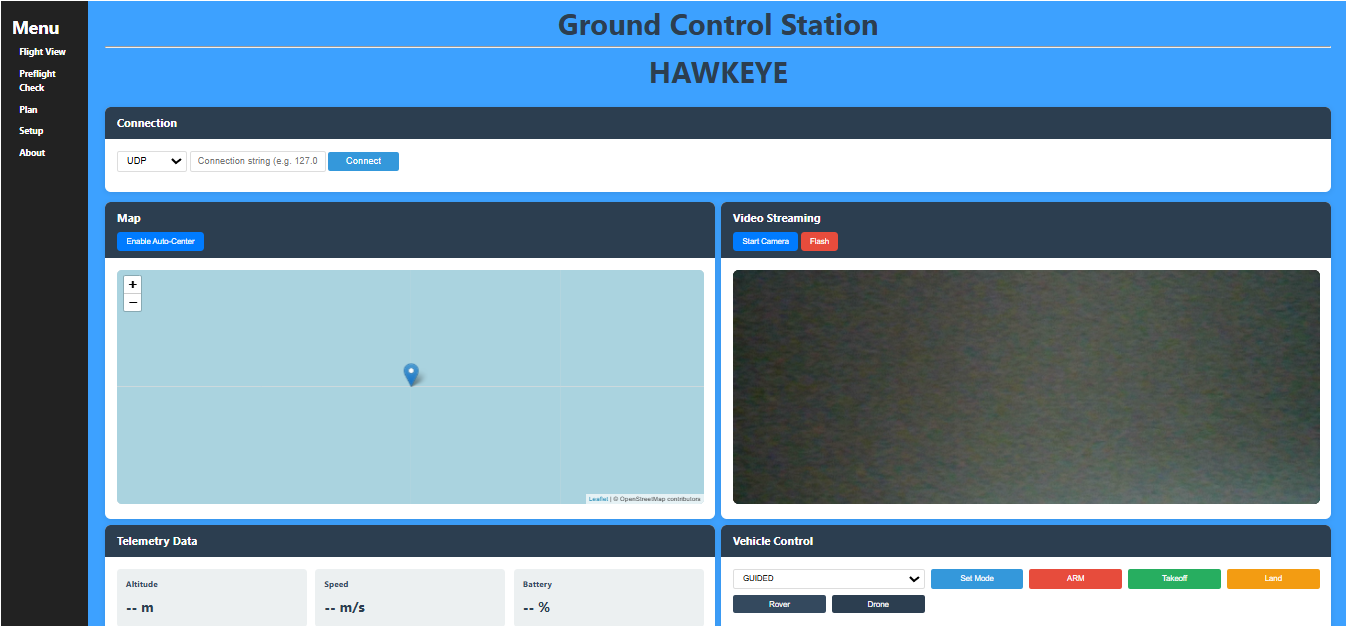 Menu
Flight View
Preflight
Check
Plan
Setup
About
Ground Control Station
HAWKEYE
Connection
UDP
Connection string (e.g. 127.0
Connect
Map
Enable Auto-Center
+
−
Leaflet | © OpenStreetMap contributors
Video Streaming
Start Camera Flash
Telemetry Data
Altitude Speed Battery
-- m -- m/s -- %
Vehicle Control
GUIDED Set Mode ARM Takeoff Land
Rover Drone